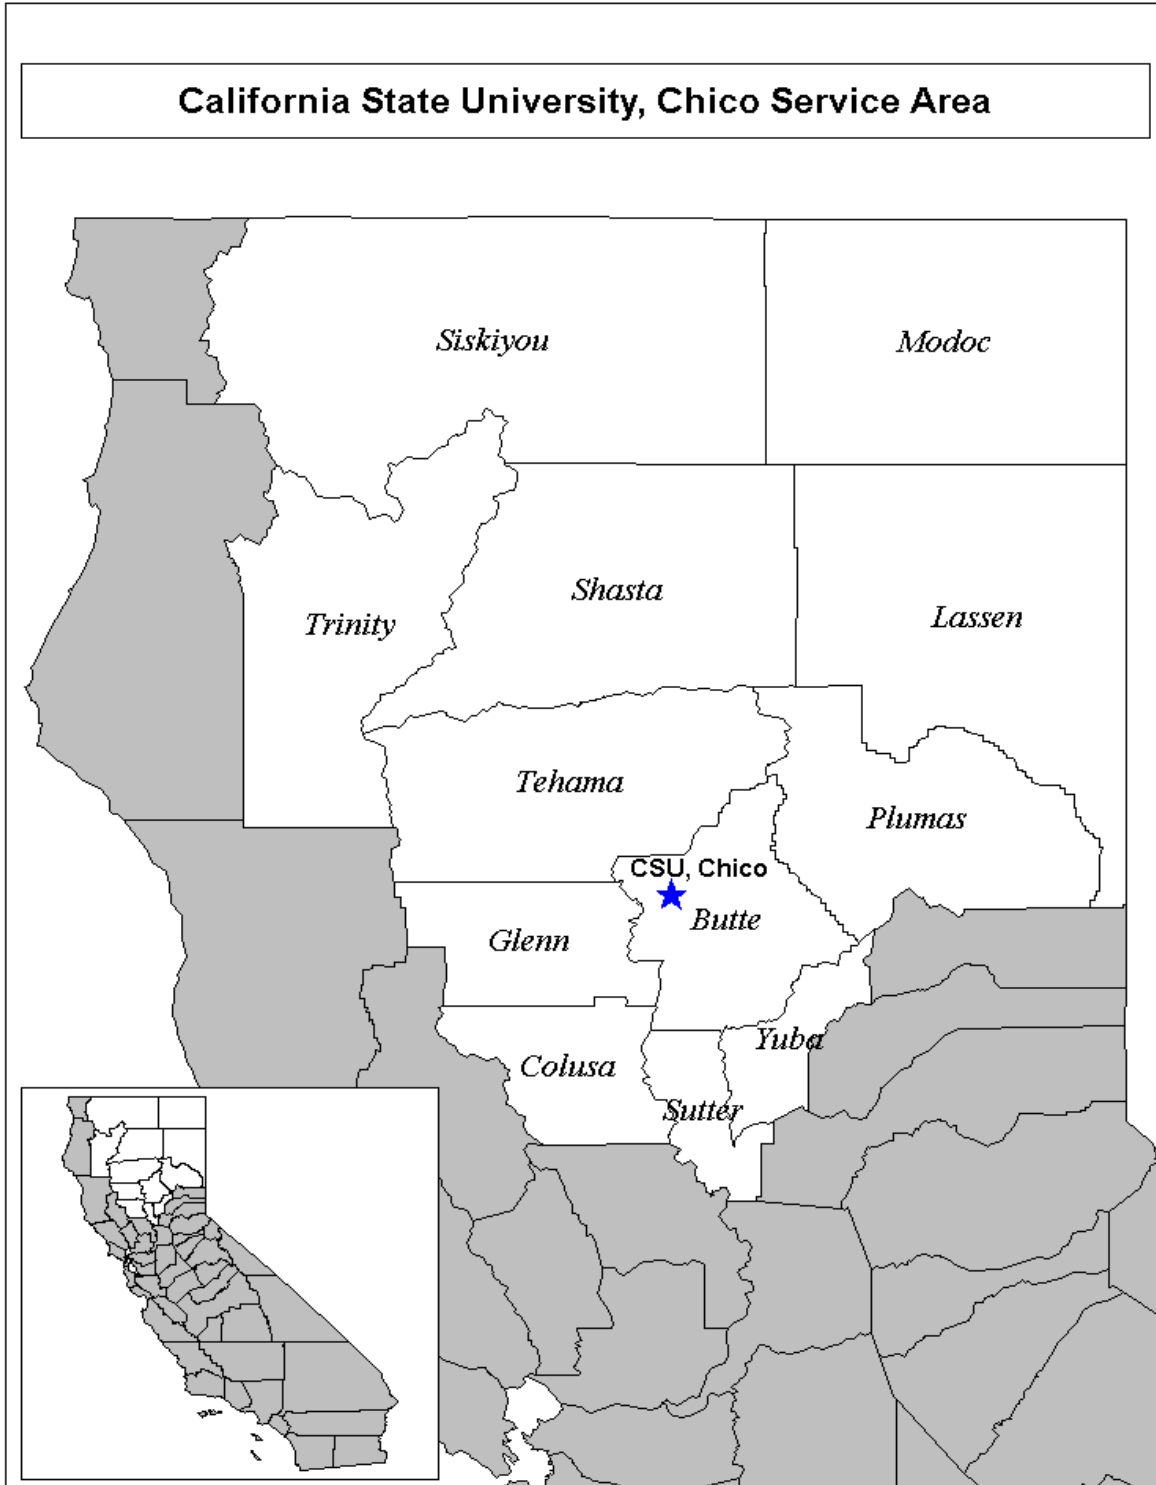 California State University, Chico Service Area
Siskiyou
Modoc
Shasta
Lassen
Trinity
Tehama
Plumas
CSU, Chico
Butte
Glenn
Yuba
Colusa
Sutter